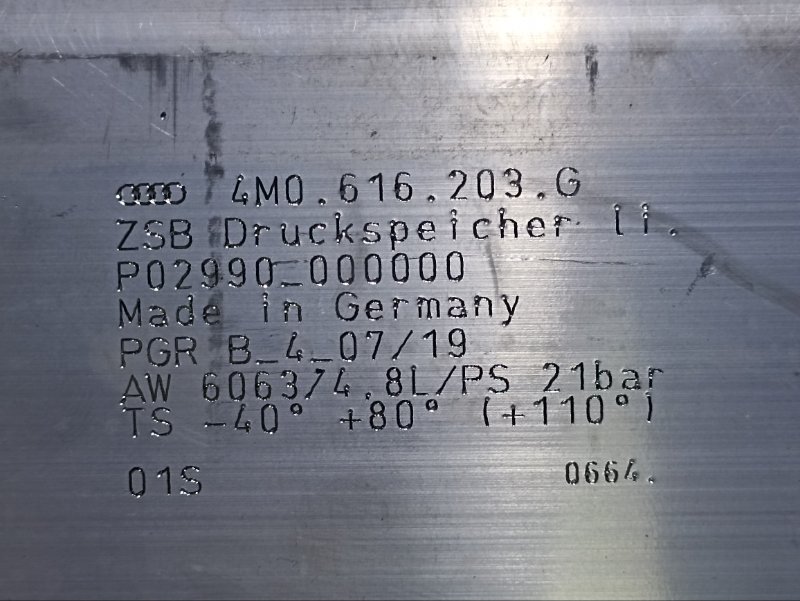 4M0.616.203.G
ZSB Druckspeicher li.
P02990_000000
Made in Germany
PGR B_4_07/19
AW 6063/4.8L/PS 21bar
TS -40° +80° (+110°)
01S 0664.